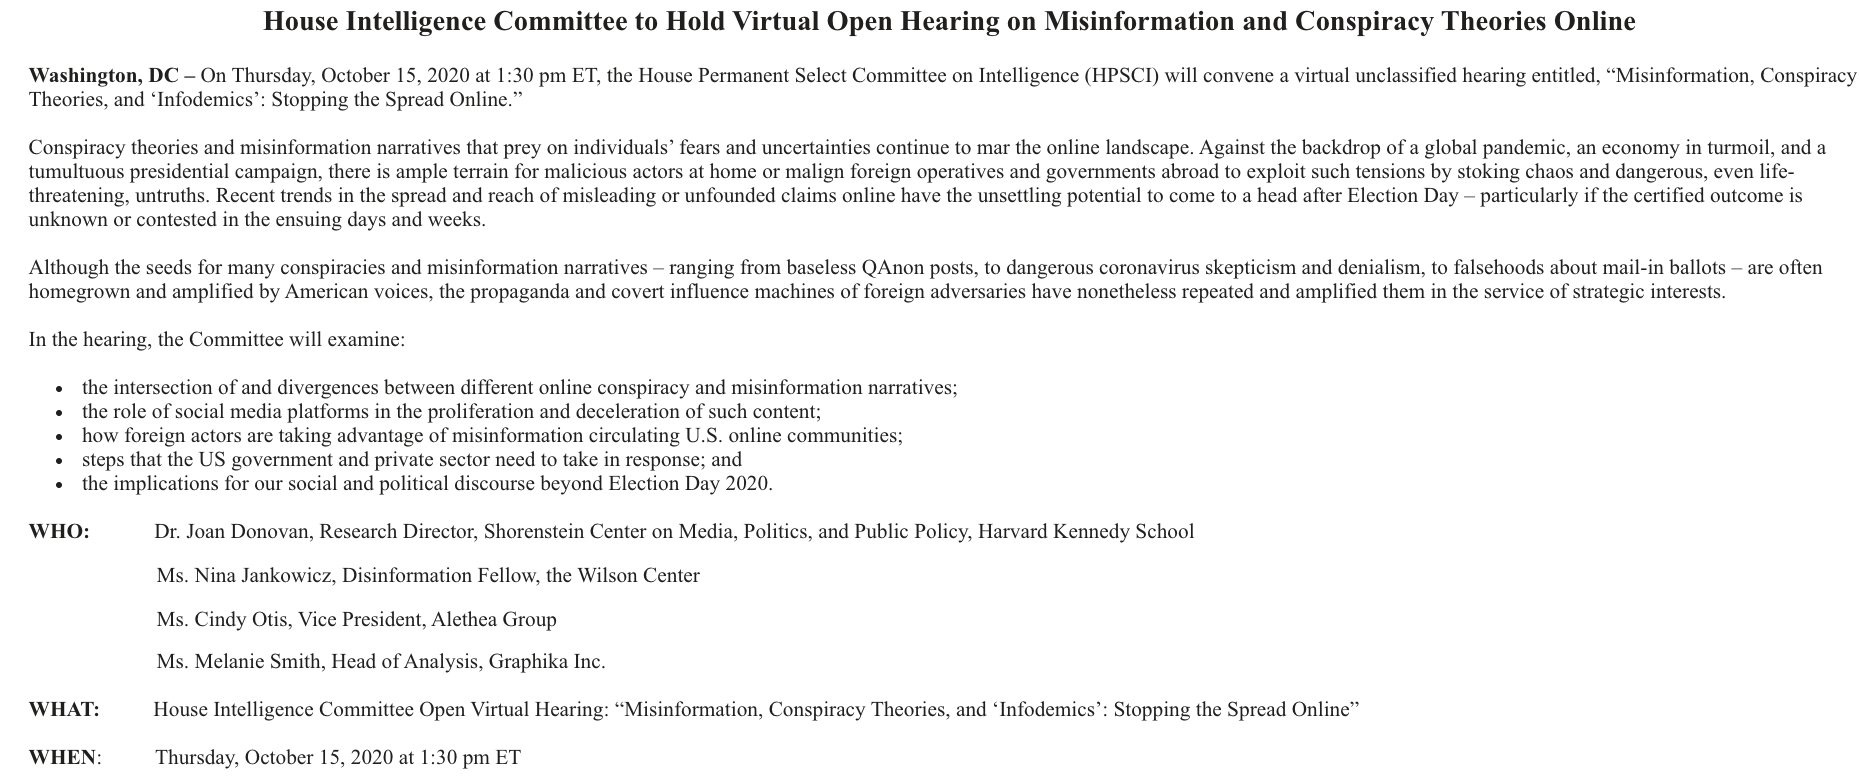 House Intelligence Committee to Hold Virtual Open Hearing on Misinformation and Conspiracy Theories Online
Washington, DC – On Thursday, October 15, 2020 at 1:30 pm ET, the House Permanent Select Committee on Intelligence (HPSCI) will convene a virtual unclassified hearing entitled, “Misinformation, Conspiracy
Theories, and ‘Infodemics’: Stopping the Spread Online.”
Conspiracy theories and misinformation narratives that prey on individuals’ fears and uncertainties continue to mar the online landscape. Against the backdrop of a global pandemic, an economy in turmoil, and a
tumultuous presidential campaign, there is ample terrain for malicious actors at home or malign foreign operatives and governments abroad to exploit such tensions by stoking chaos and dangerous, even life-
threatening, untruths. Recent trends in the spread and reach of misleading or unfounded claims online have the unsettling potential to come to a head after Election Day – particularly if the certified outcome is
unknown or contested in the ensuing days and weeks.
Although the seeds for many conspiracies and misinformation narratives – ranging from baseless QAnon posts, to dangerous coronavirus skepticism and denialism, to falsehoods about mail-in ballots – are often
homegrown and amplified by American voices, the propaganda and covert influence machines of foreign adversaries have nonetheless repeated and amplified them in the service of strategic interests.
In the hearing, the Committee will examine:
• the intersection of and divergences between different online conspiracy and misinformation narratives;
• the role of social media platforms in the proliferation and deceleration of such content;
• how foreign actors are taking advantage of misinformation circulating U.S. online communities;
• steps that the US government and private sector need to take in response; and
• the implications for our social and political discourse beyond Election Day 2020.
WHO: Dr. Joan Donovan, Research Director, Shorenstein Center on Media, Politics, and Public Policy, Harvard Kennedy School
Ms. Nina Jankowicz, Disinformation Fellow, the Wilson Center
Ms. Cindy Otis, Vice President, Alethea Group
Ms. Melanie Smith, Head of Analysis, Graphika Inc.
WHAT: House Intelligence Committee Open Virtual Hearing: “Misinformation, Conspiracy Theories, and ‘Infodemics’: Stopping the Spread Online”
WHEN: Thursday, October 15, 2020 at 1:30 pm ET